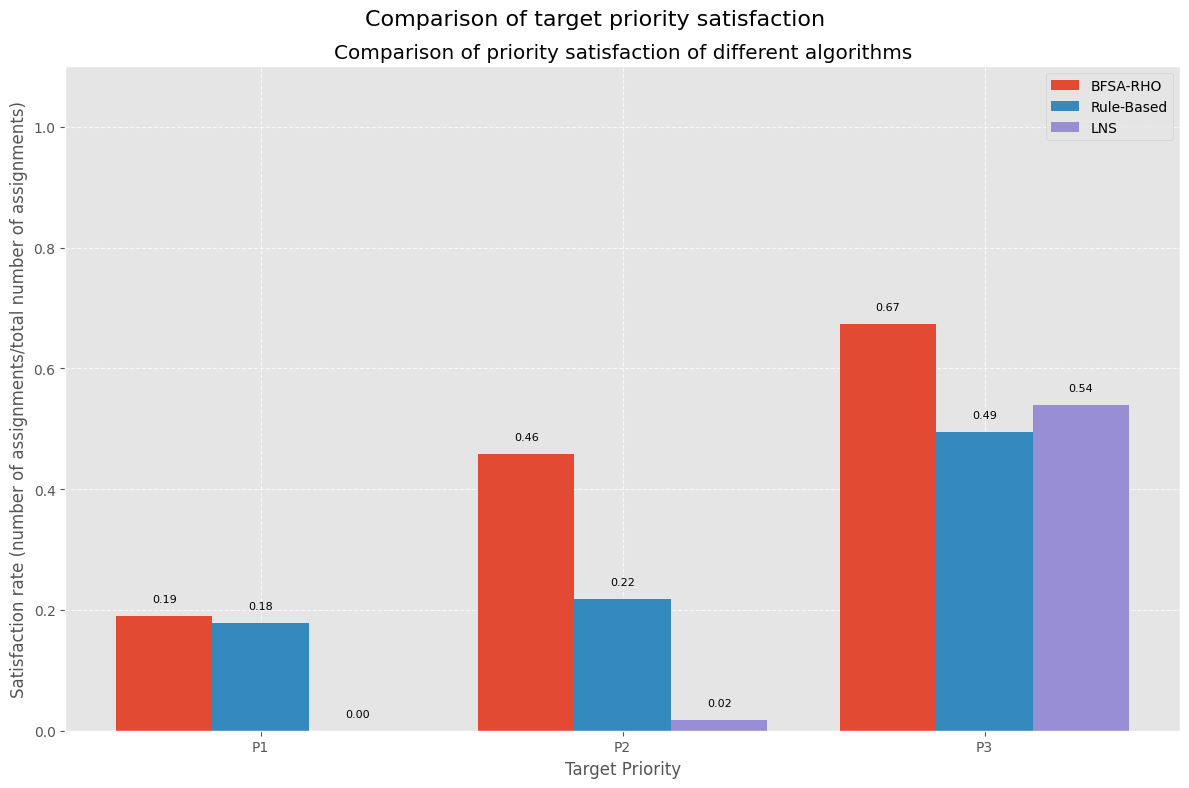 Comparison of target priority satisfaction
Comparison of priority satisfaction of different algorithms
BFSA-RHO
Rule-Based
LNS
Satisfaction rate (number of assignments/total number of assignments)
1.0
0.8
0.6
0.4
0.2
0.0
0.19
0.18
0.00
0.46
0.22
0.02
0.67
0.49
0.54
P1
P2
P3
Target Priority